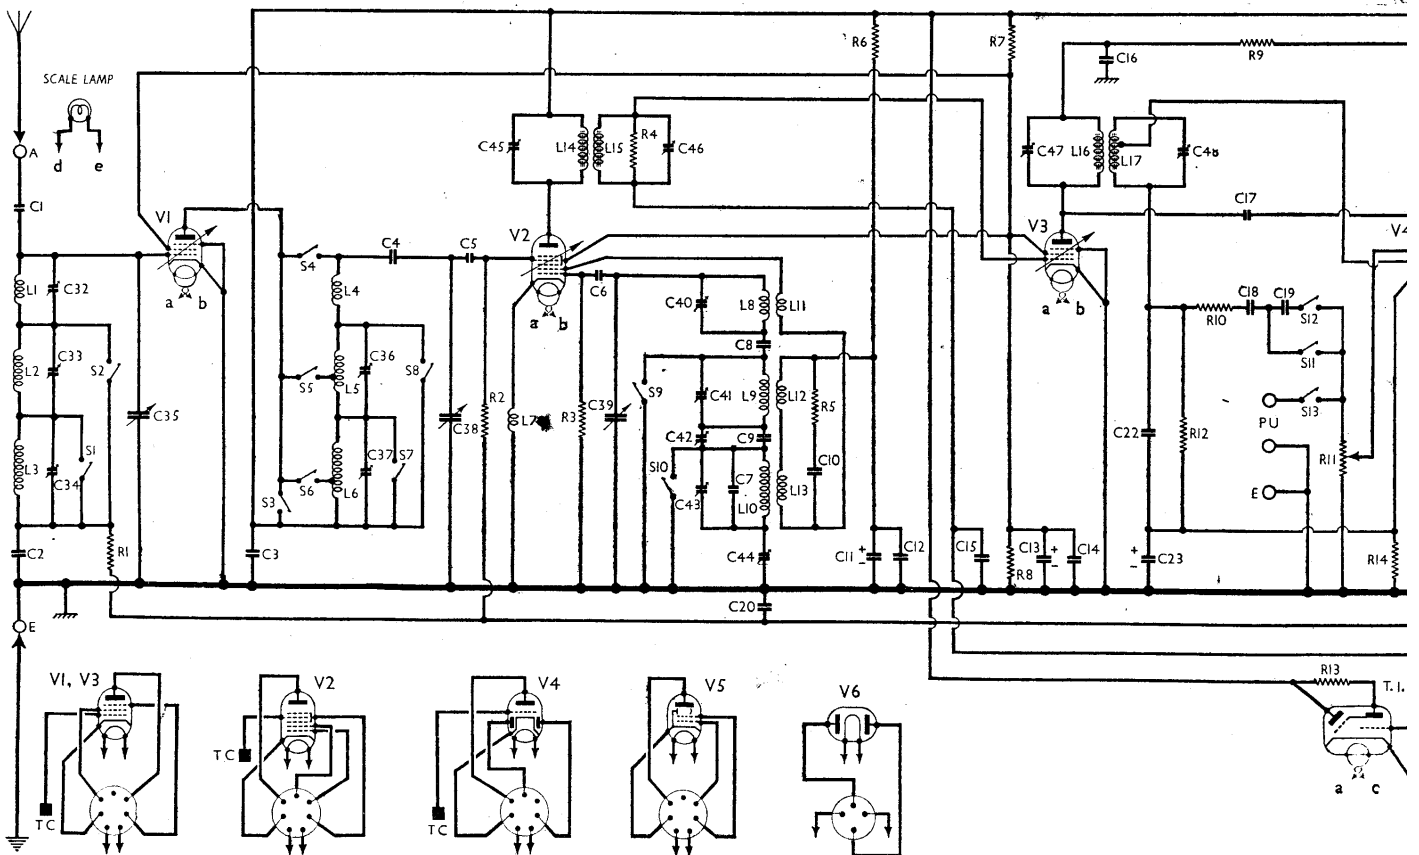 SCALE LAMP
d e
A
C1
V1
a b
L1
C32
L2
C33
S2
C35
L3
C34
S1
C2
R1
E
S4
C4
C5
L4
S5
L5
C36
S8
S3
S6
L6
C37
S7
C38
R2
C3
C45
L14
L15
R4
C46
V2
a b
C6
L7
R3
C39
C40
L8
L11
C8
S9
C41
L9
L12
R5
C42
C9
S10
C43
C7
L10
L13
C10
C44
C20
R6
C11
+
–
C12
C15
R7
R8
C13
+
–
C14
C16
R9
C47
L16
L17
C48
V3
a b
C17
V4
R10
C18
C19
S12
S11
S13
PU
E
C22
R12
R11
C23
+
–
R14
R13
T.I.
a c
V1, V3
TC
V2
TC
V4
TC
V5
V6